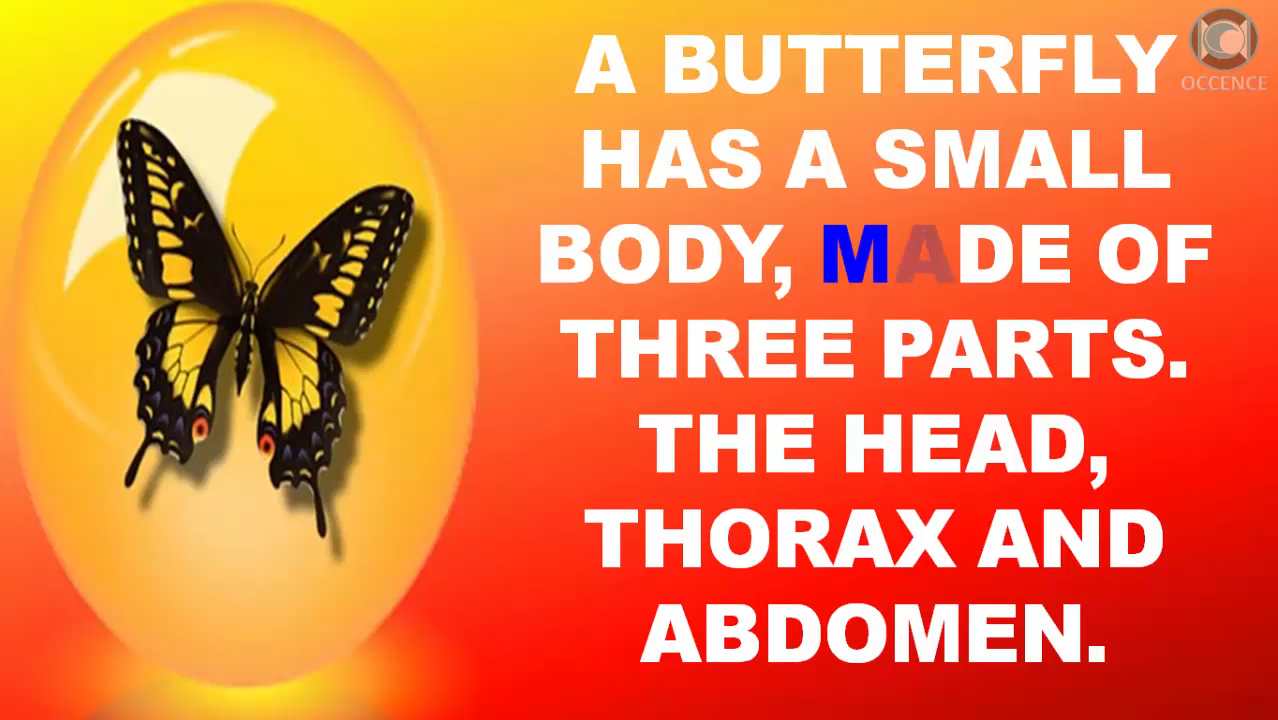 A BUTTERFLY
HAS A SMALL
BODY, MADE OF
THREE PARTS.
THE HEAD,
THORAX AND
ABDOMEN.
OCCENCE